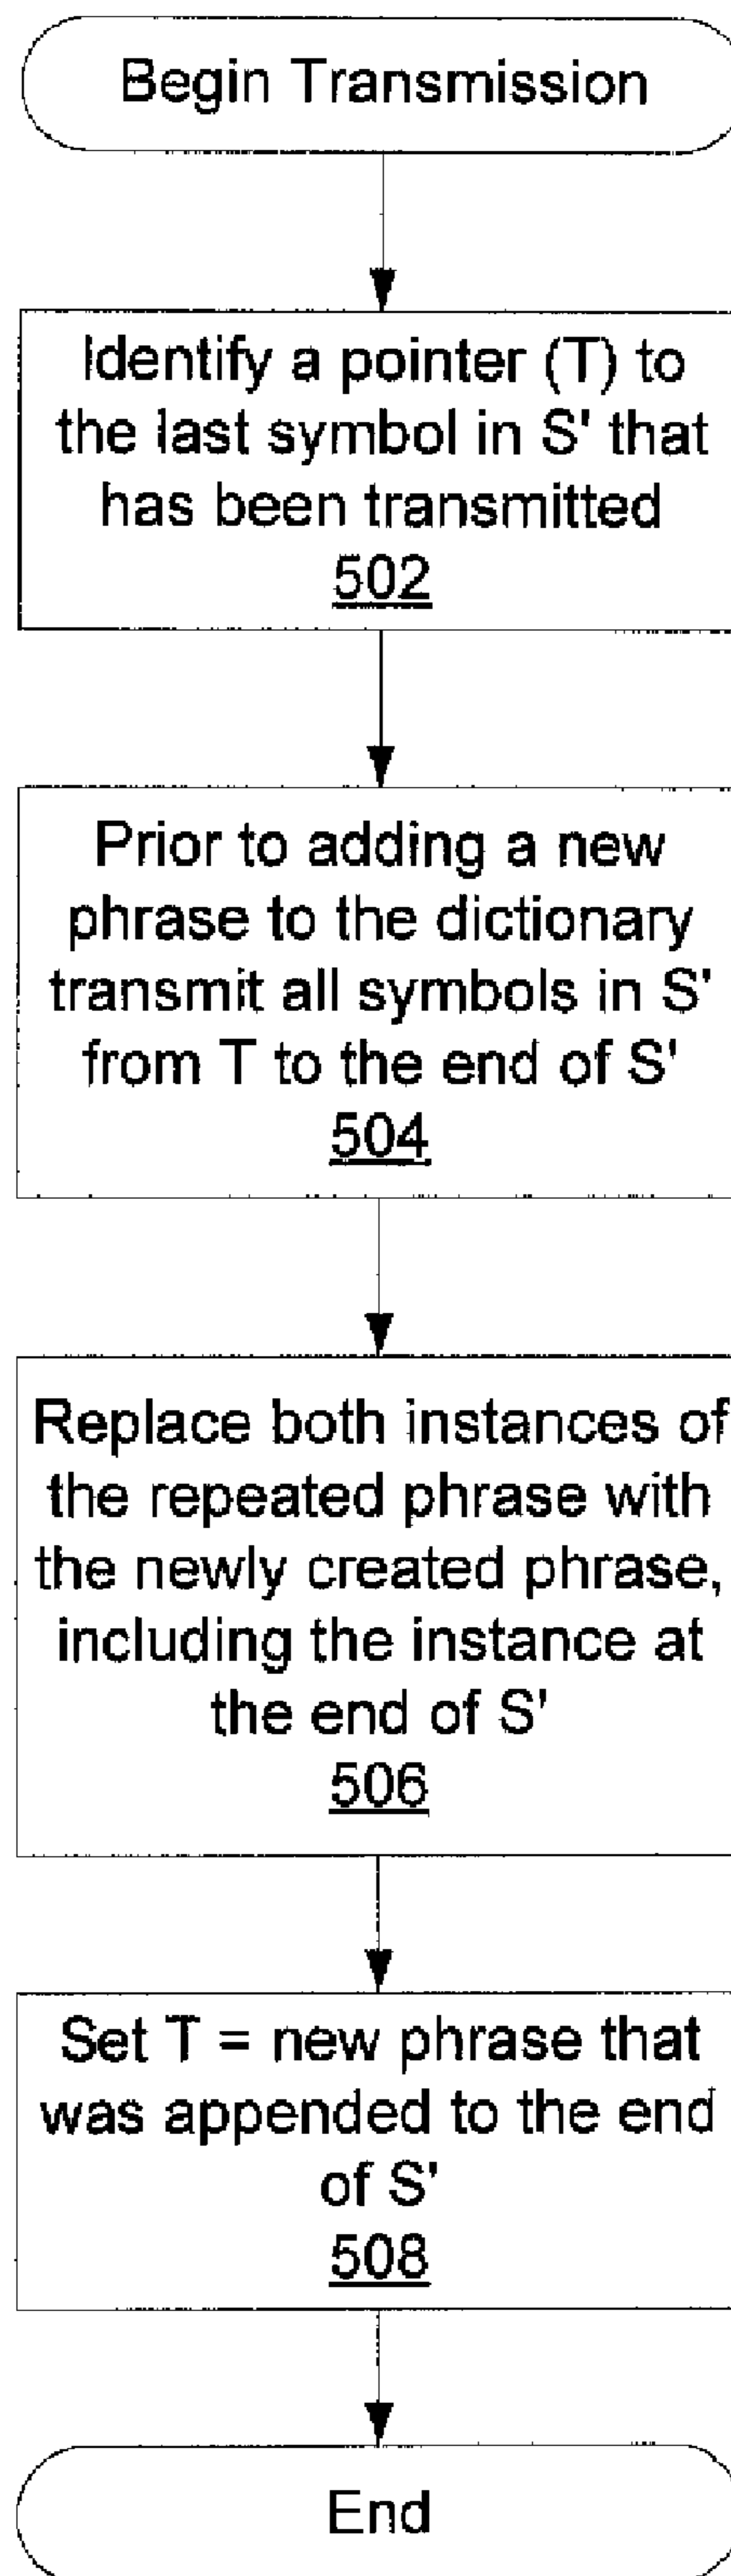 Begin Transmission
Identify a pointer (T) to
the last symbol in S' that
has been transmitted
502
Prior to adding a new
phrase to the dictionary
transmit all symbols in S'
from T to the end of S'
504
Replace both instances of
the repeated phrase with
the newly created phrase,
including the instance at
the end of S'
506
Set T = new phrase that
was appended to the end
of S'
508
End